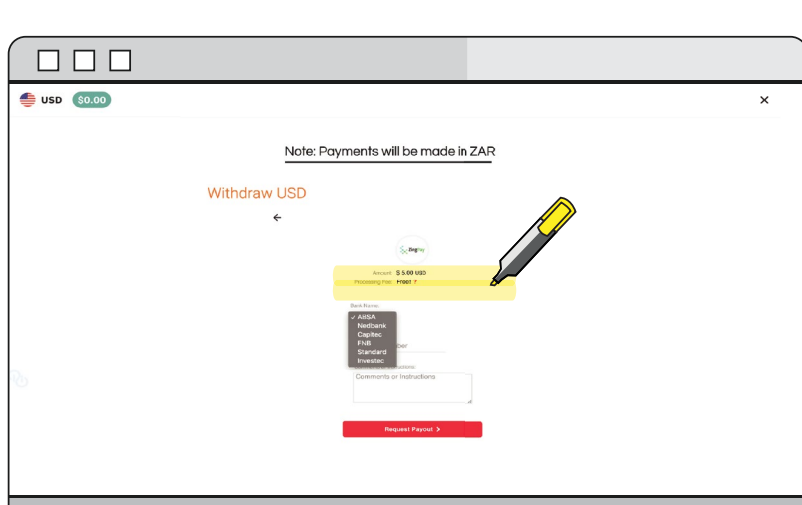 USD $0.00
Note: Payments will be made in ZAR
Withdraw USD
ZingPay
Amount: $ 5.00 USD
Processing Fee: Free! ?
Bank Name:
✓ ABSA
Nedbank
Capitec
FNB
Standard
Investec
Comments or Instructions
Request Payout >